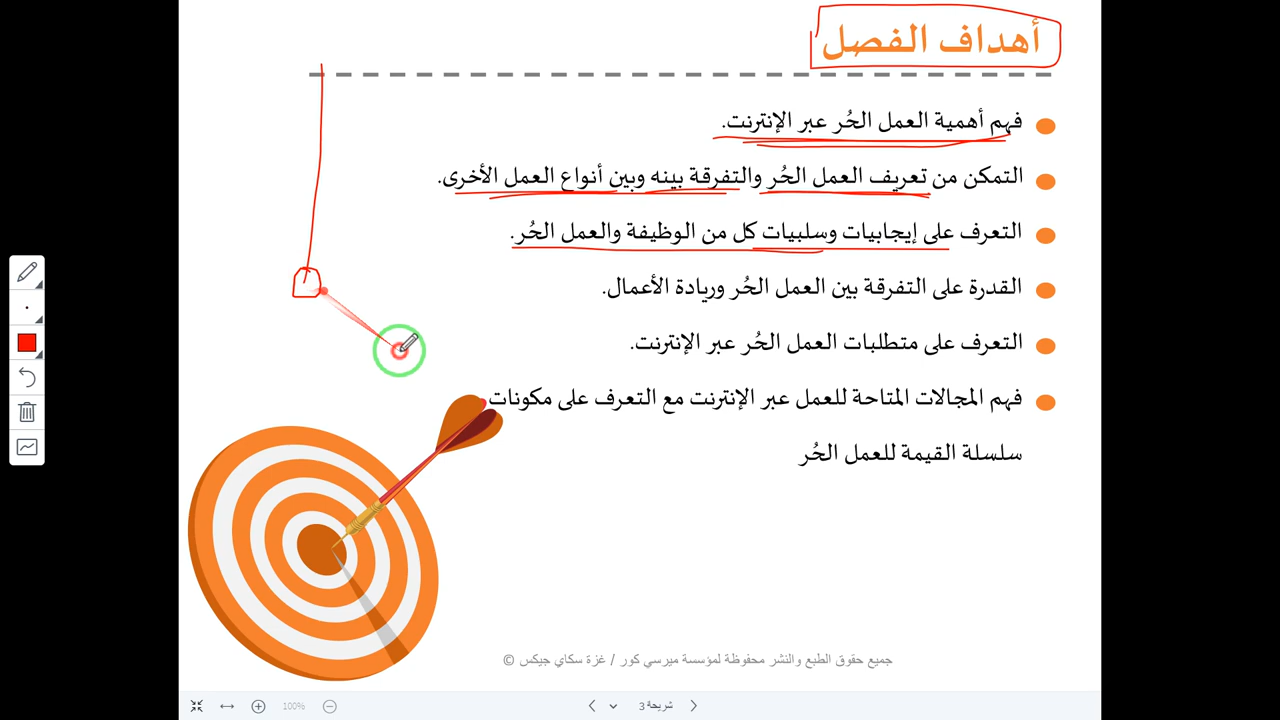 أهداف الفصل
فهم أهمية العمل الحُر عبر الإنترنت.
التمكن من تعريف العمل الحُر والتفرقة بينه وبين أنواع العمل الأخرى.
التعرف على إيجابيات وسلبيات كل من الوظيفة والعمل الحُر.
القدرة على التفرقة بين العمل الحُر وريادة الأعمال.
التعرف على متطلبات العمل الحُر عبر الإنترنت.
فهم المجالات المتاحة للعمل عبر الإنترنت مع التعرف على مكونات
سلسلة القيمة للعمل الحُر
جميع حقوق الطبع والنشر محفوظة لمؤسسة ميرسي كور / غزة سكاي جيكس ©
100%
شريحة 3